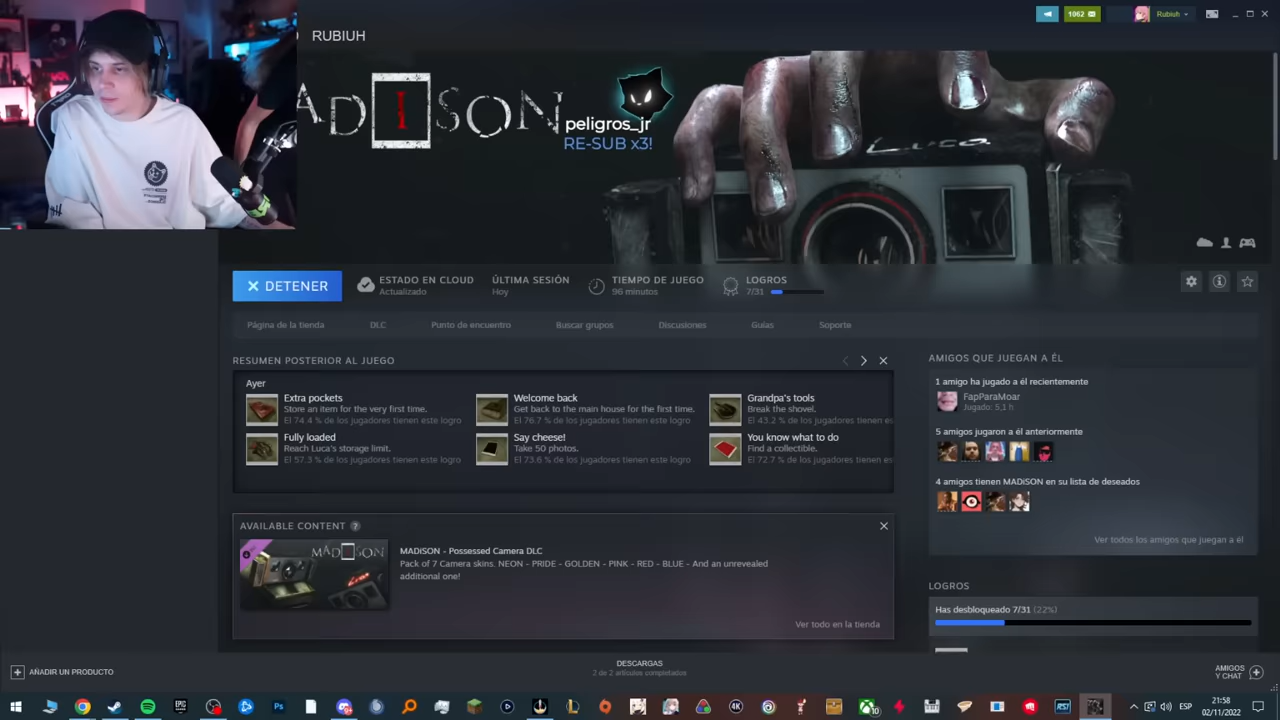 1062
Rubiuh
RUBIUH
MADISON
peligros_jr
RE-SUB x3!
Luca
DETENER
ESTADO EN CLOUD
Actualizado
ÚLTIMA SESIÓN
Hoy
TIEMPO DE JUEGO
96 minutos
LOGROS
7/31
Página de la tienda
DLC
Punto de encuentro
Buscar grupos
Discusiones
Guías
Soporte
RESUMEN POSTERIOR AL JUEGO
Ayer
Extra pockets
Store an item for the very first time.
El 74.4 % de los jugadores tienen este logro
Welcome back
Get back to the main house for the first time.
El 76.7 % de los jugadores tienen este logro
Grandpa's tools
Break the shovel.
El 43.2 % de los jugadores tienen es
Fully loaded
Reach Luca's storage limit.
El 57.3 % de los jugadores tienen este logro
Say cheese!
Take 50 photos.
El 73.6 % de los jugadores tienen este logro
You know what to do
Find a collectible.
El 72.7 % de los jugadores tienen es
AMIGOS QUE JUEGAN A ÉL
1 amigo ha jugado a él recientemente
FapParaMoar
Jugado: 5,1 h
5 amigos jugaron a él anteriormente
4 amigos tienen MADiSON en su lista de deseados
Ver todos los amigos que juegan a él
AVAILABLE CONTENT ?
MADISON
MADiSON - Possessed Camera DLC
Pack of 7 Camera skins. NEON - PRIDE - GOLDEN - PINK - RED - BLUE - And an unrevealed
additional one!
Ver todo en la tienda
LOGROS
Has desbloqueado 7/31 (22%)
AÑADIR UN PRODUCTO
DESCARGAS
2 de 2 artículos completados
AMIGOS
Y CHAT
EPIC
Ps
4K
10
RSI
ESP
21:58
02/11/2022